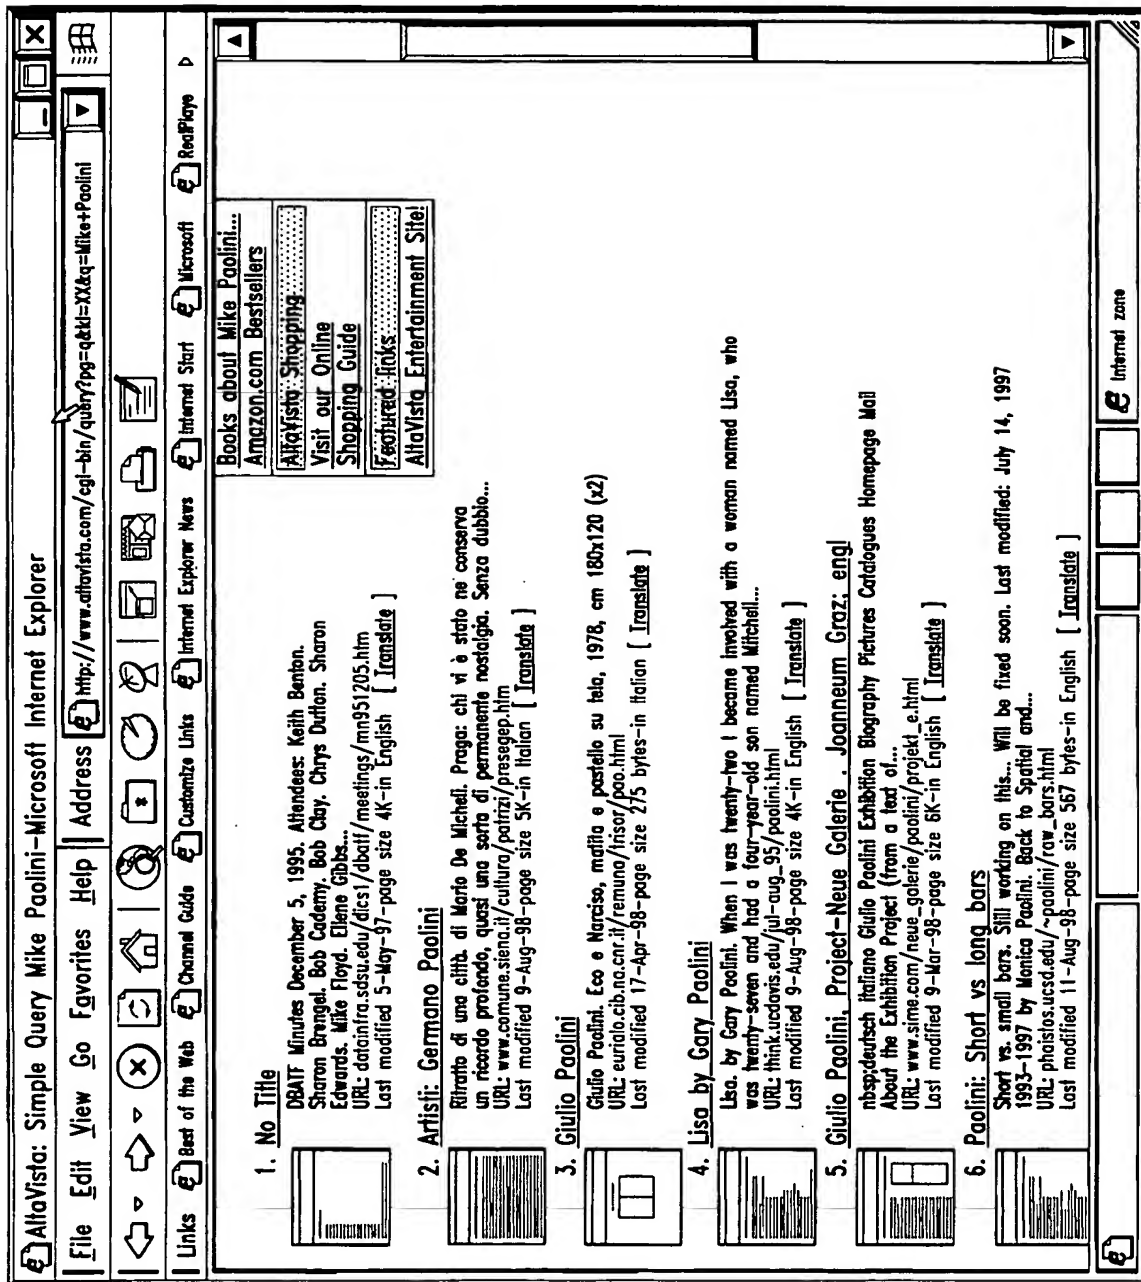 AltaVista: Simple Query Mike Paolini-Microsoft Internet Explorer
File Edit View Go Favorites Help Address http://www.altavista.com/cgi-bin/query?pg=q&kl=XX&q=Mike+Paolini
Links Best of the Web Channel Guide Customize Links Internet Explorer News Internet Start Microsoft RealPlaye
Books about Mike Paolini...
Amazon.com Bestsellers
AltaVista Shopping
Visit our Online
Shopping Guide
Featured links
AltaVista Entertainment Site!
1. No Title
DBAIT Minutes December 5, 1995. Attendees: Keith Benton.
Sharon Brengel. Bob Cademy. Bob Clay. Chrys Dutton. Sharon
Edwards. Mike Floyd. Ellene Gibbs...
URL: datainfra.sdsu.edu/dics1/dbatf/meetings/mn951205.htm
Last modified 5-May-97-page size 4K-in English [ Translate ]
2. Artisti: Germano Paolini
Ritratto di una città. di Mario De Micheli. Praga: chi vi è stato ne conserva
un ricordo profondo, quasi una sorta di permanente nostalgia. Senza dubbio...
URL: www.comune.siena.it/cultura/patrizi/presegep.htm
Last modified 9-Aug-98-page size 5K-in Italian [ Translate ]
3. Giulio Paolini
Giulio Paolini. Eco e Narciso, matita e pastello su tela, 1978, cm 180x120 (x2)
URL: eurialo.cib.na.cnr.it/remuna/trisor/pao.html
Last modified 17-Apr-98-page size 275 bytes-in Italian [ Translate ]
4. Lisa by Gary Paolini
Lisa. by Gary Paolini. When I was twenty-two I became involved with a woman named Lisa, who
was twenty-seven and had a four-year-old son named Mitchell...
URL: think.ucdavis.edu/jul-aug_95/paolini.html
Last modified 9-Aug-98-page size 4K-in English [ Translate ]
5. Giulio Paolini, Project-Neue Galerie . Joanneum Graz; engl
nbsp;deutsch italiano Giulio Paolini Exhibition Biography Pictures Catalogues Homepage Mail
About the Exhibition Project (from a text of...
URL: www.sime.com/neue_galerie/paolini/projekt_e.html
Last modified 9-Mar-98-page size 6K-in English [ Translate ]
6. Paolini: Short vs long bars
Short vs. small bars. Still working on this... Will be fixed soon. Last modified: July 14, 1997
1993-1997 by Monica Paolini. Back to Spatial and...
URL: phoistos.ucsd.edu/~paolini/raw_bars.html
Last modified 11-Aug-98-page size 567 bytes-in English [ Translate ]
Internet zone